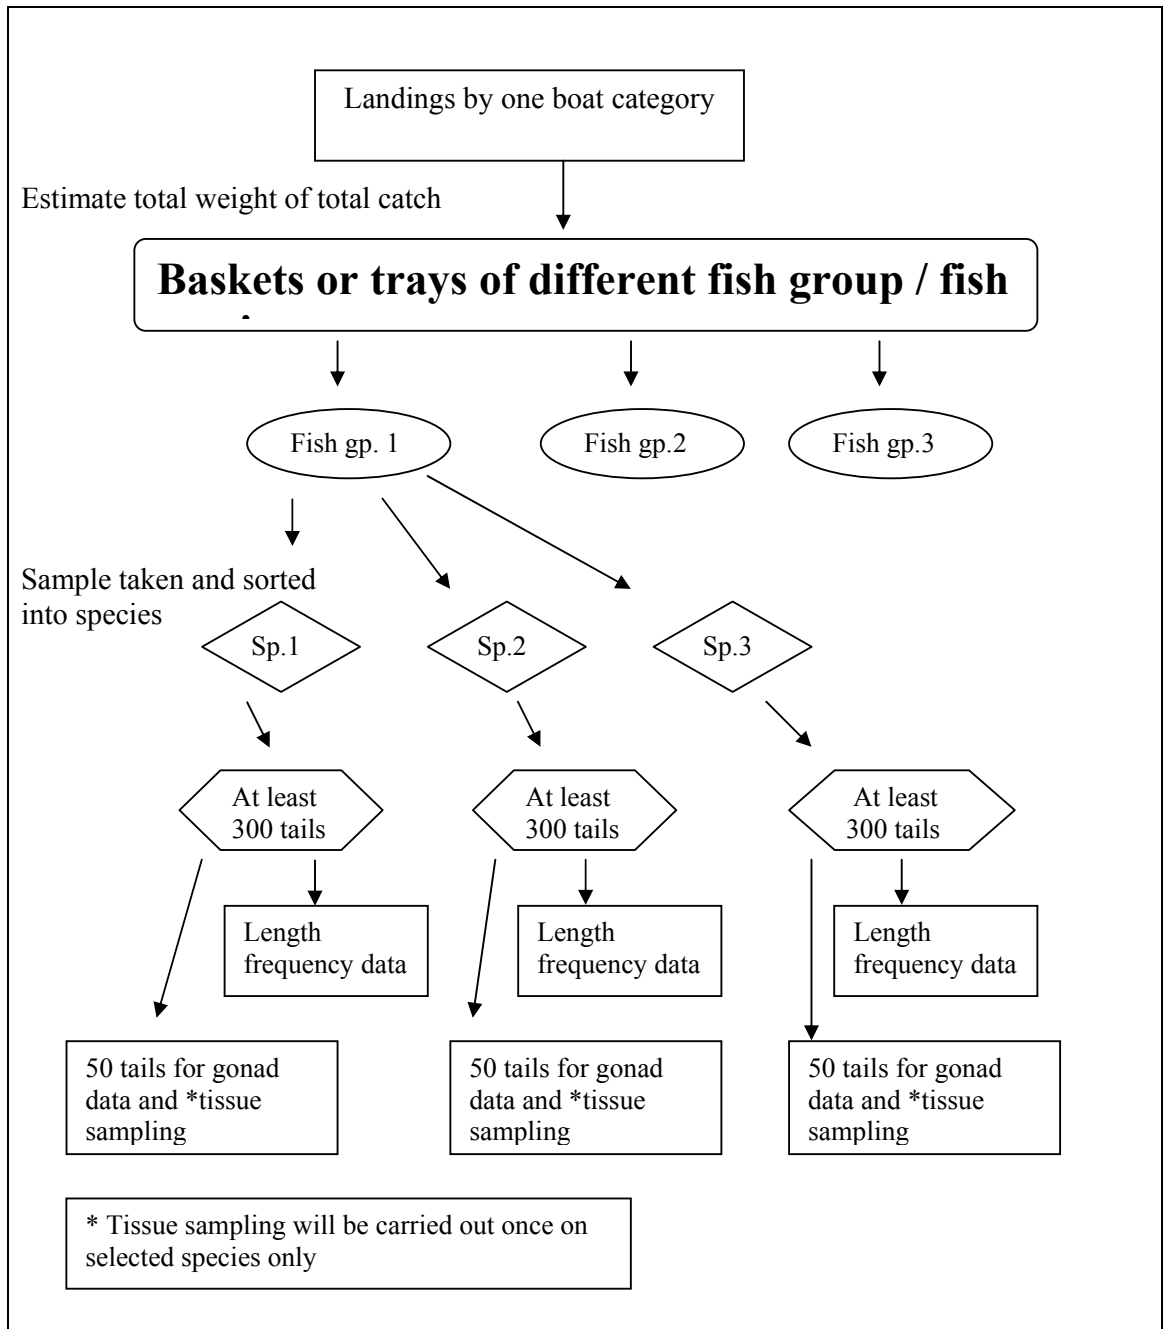 Landings by one boat category
Estimate total weight of total catch
Baskets or trays of different fish group / fish
Fish gp. 1
Fish gp.2
Fish gp.3
Sample taken and sorted
into species
Sp.1
Sp.2
Sp.3
At least
300 tails
At least
300 tails
At least
300 tails
Length
frequency data
Length
frequency data
Length
frequency data
50 tails for gonad
data and *tissue
sampling
50 tails for gonad
data and *tissue
sampling
50 tails for gonad
data and *tissue
sampling
* Tissue sampling will be carried out once on
selected species only